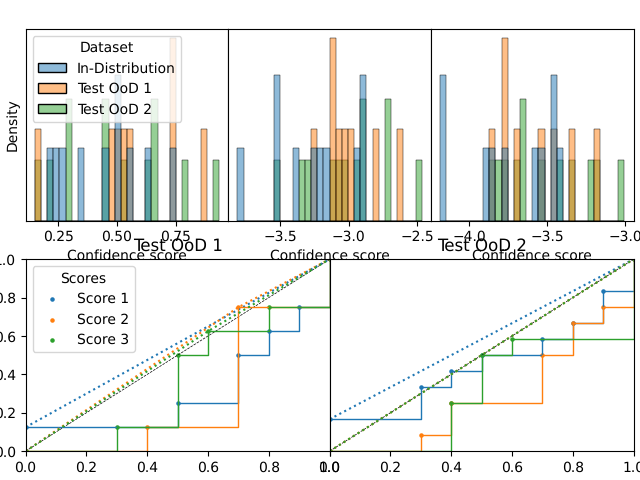 Dataset
In-Distribution
Test OoD 1
Test OoD 2
Density
0.25 0.50 0.75
−3.5 −3.0 −2.5
−4.0 −3.5 −3.0
Confidence score Confidence score Confidence score
Test OoD 1 Test OoD 2
Scores
Score 1
Score 2
Score 3
1.0
0.8
0.6
0.4
0.2
0.0
0.0 0.2 0.4 0.6 0.8 1.0
0.0 0.2 0.4 0.6 0.8 1.0